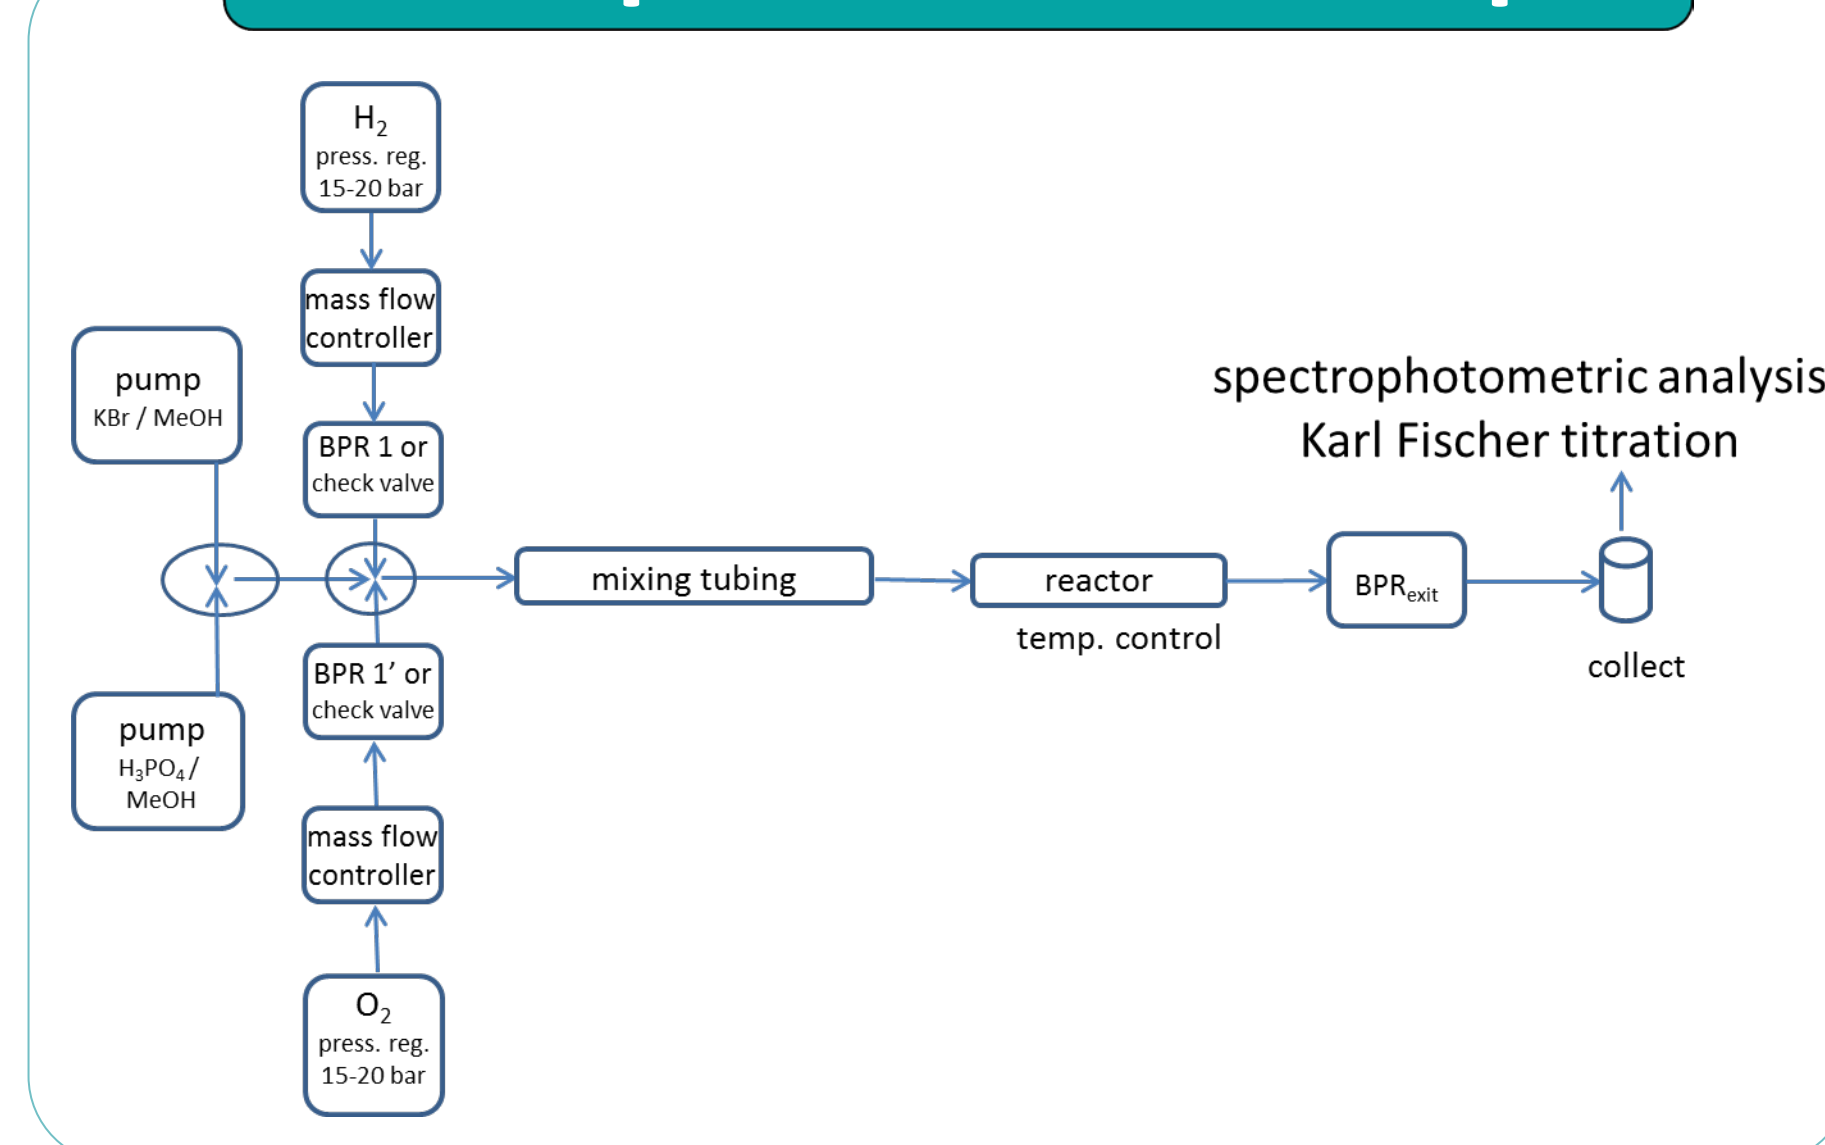 H₂
press. reg.
15-20 bar
mass flow
controller
pump
KBr / MeOH
BPR 1 or
check valve
spectrophotometric analysis
Karl Fischer titration
mixing tubing
reactor
temp. control
BPRexit
collect
BPR 1’ or
check valve
pump
H₃PO₄ /
MeOH
mass flow
controller
O₂
press. reg.
15-20 bar